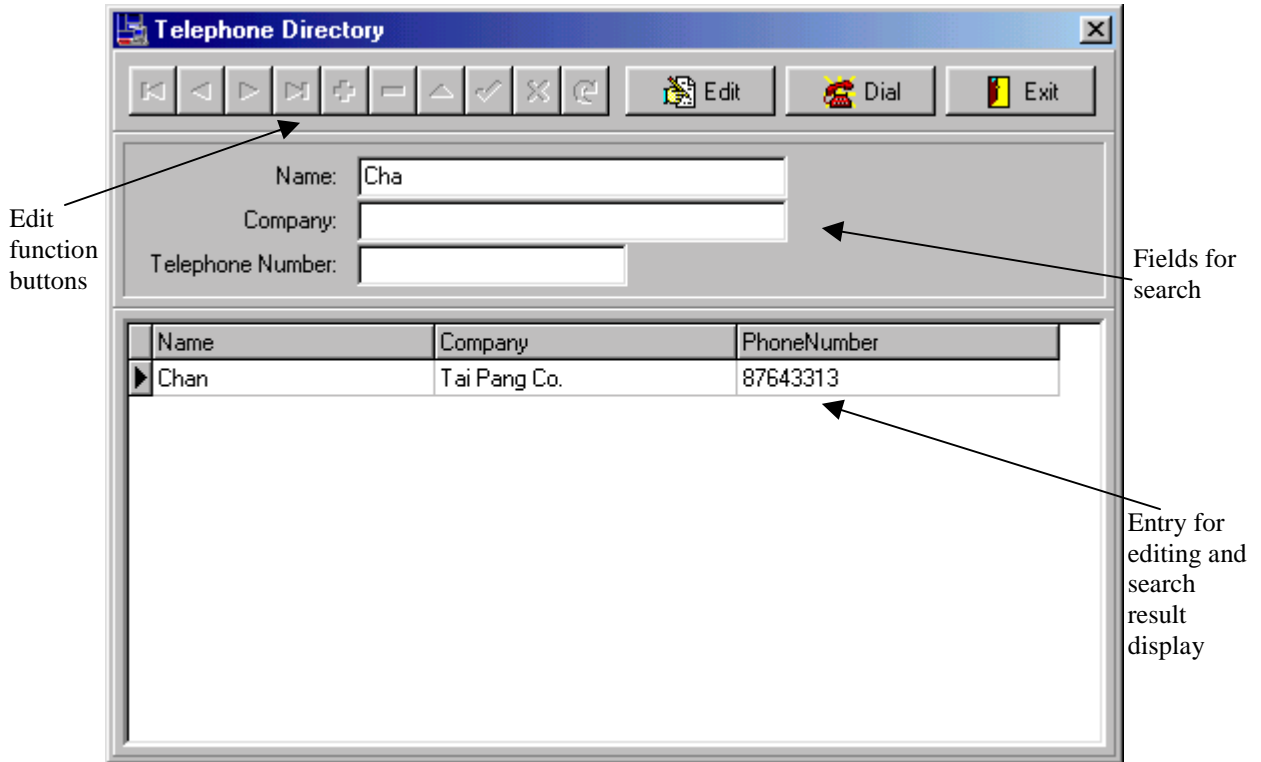 Telephone Directory
Edit Dial Exit
Name: Cha
Company:
Telephone Number:
Name Company PhoneNumber
Chan Tai Pang Co. 87643313
Edit
function
buttons
Fields for
search
Entry for
editing and
search
result
display